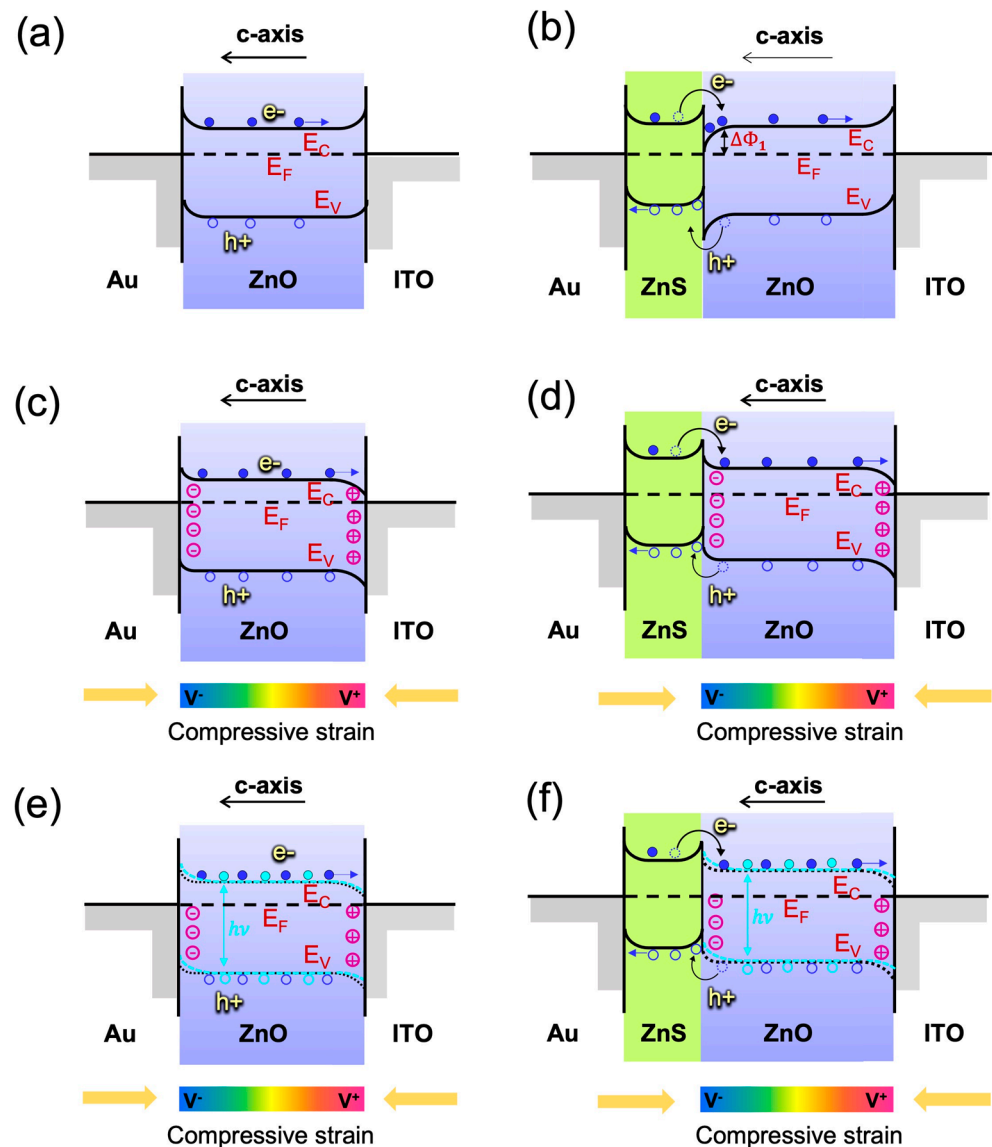 (a)
c-axis
e-
E_C
E_F
E_V
h+
Au
ZnO
ITO
(b)
c-axis
e-
ΔΦ₁
E_C
E_F
E_V
h+
Au
ZnS
ZnO
ITO
(c)
c-axis
e-
E_C
E_F
E_V
h+
Au
ZnO
ITO
V⁻
V⁺
Compressive strain
(d)
c-axis
e-
E_C
E_F
E_V
h+
Au
ZnS
ZnO
ITO
V⁻
V⁺
Compressive strain
(e)
c-axis
e-
E_C
E_F
hν
E_V
h+
Au
ZnO
ITO
V⁻
V⁺
Compressive strain
(f)
c-axis
e-
E_C
E_F
hν
E_V
h+
Au
ZnS
ZnO
ITO
V⁻
V⁺
Compressive strain